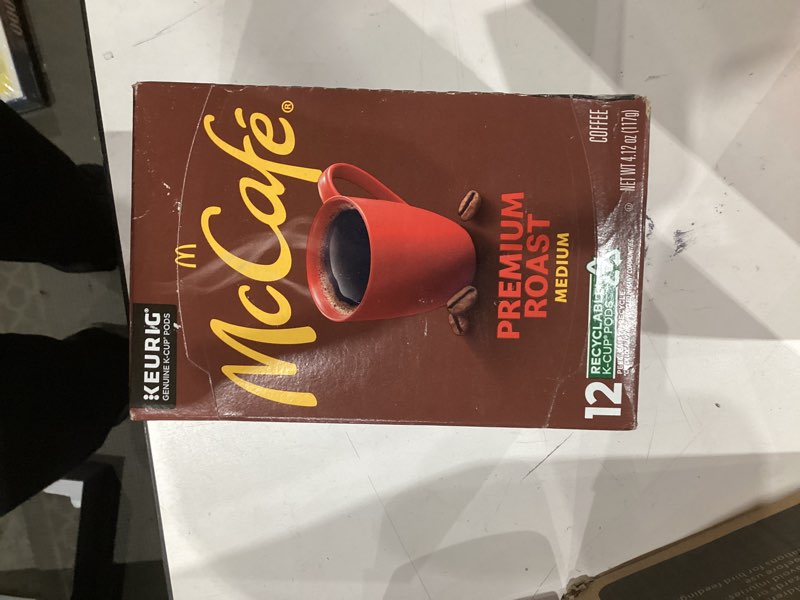 KEURIG®
GENUINE K-CUP® PODS
m
McCafé®
PREMIUM
ROAST
MEDIUM
12
RECYCLABLE
K-CUP® PODS
COFFEE
NET WT 4.12 oz (117g)